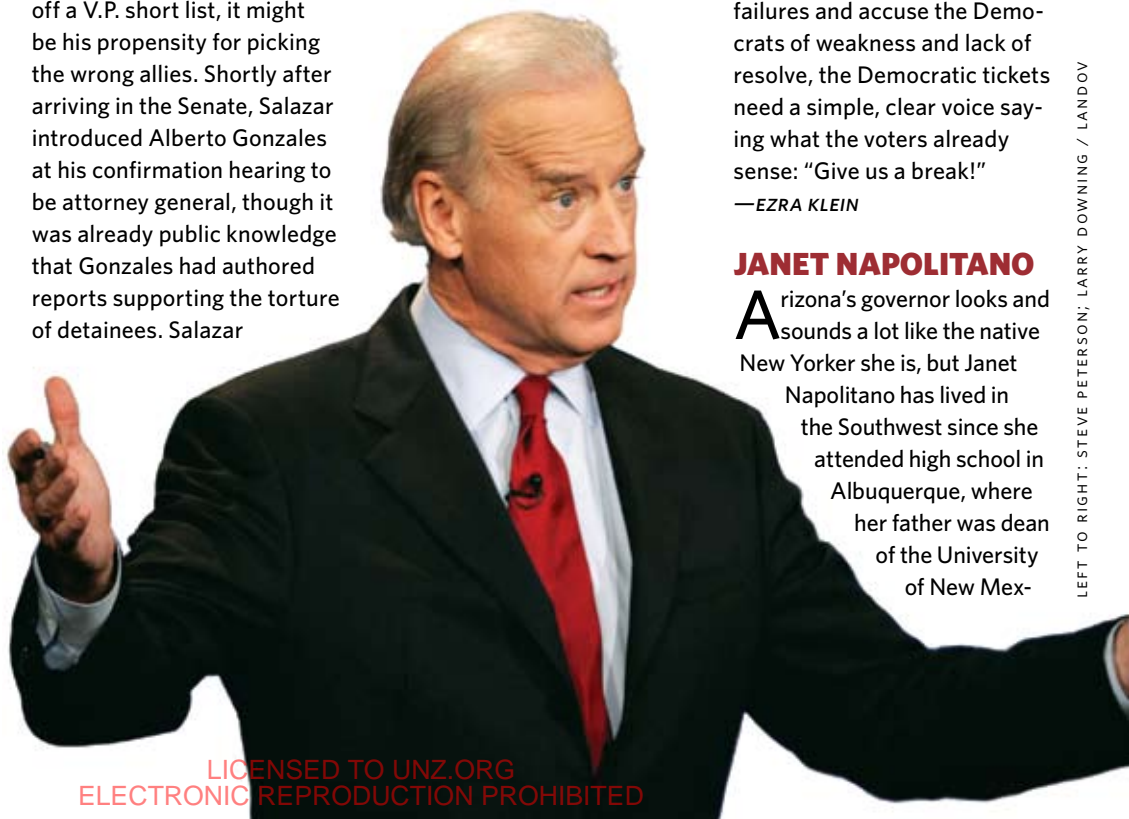 off a V.P. short list, it might
be his propensity for picking
the wrong allies. Shortly after
arriving in the Senate, Salazar
introduced Alberto Gonzales
at his confirmation hearing to
be attorney general, though it
was already public knowledge
that Gonzales had authored
reports supporting the torture
of detainees. Salazar
failures and accuse the Demo-
crats of weakness and lack of
resolve, the Democratic tickets
need a simple, clear voice say-
ing what the voters already
sense: “Give us a break!”
—EZRA KLEIN
JANET NAPOLITANO
Arizona’s governor looks and
sounds a lot like the native
New Yorker she is, but Janet
Napolitano has lived in
the Southwest since she
attended high school in
Albuquerque, where
her father was dean
of the University
of New Mex-
LEFT TO RIGHT: STEVE PETERSON; LARRY DOWNING / LANDOV
LICENSED TO UNZ.ORG
ELECTRONIC REPRODUCTION PROHIBITED